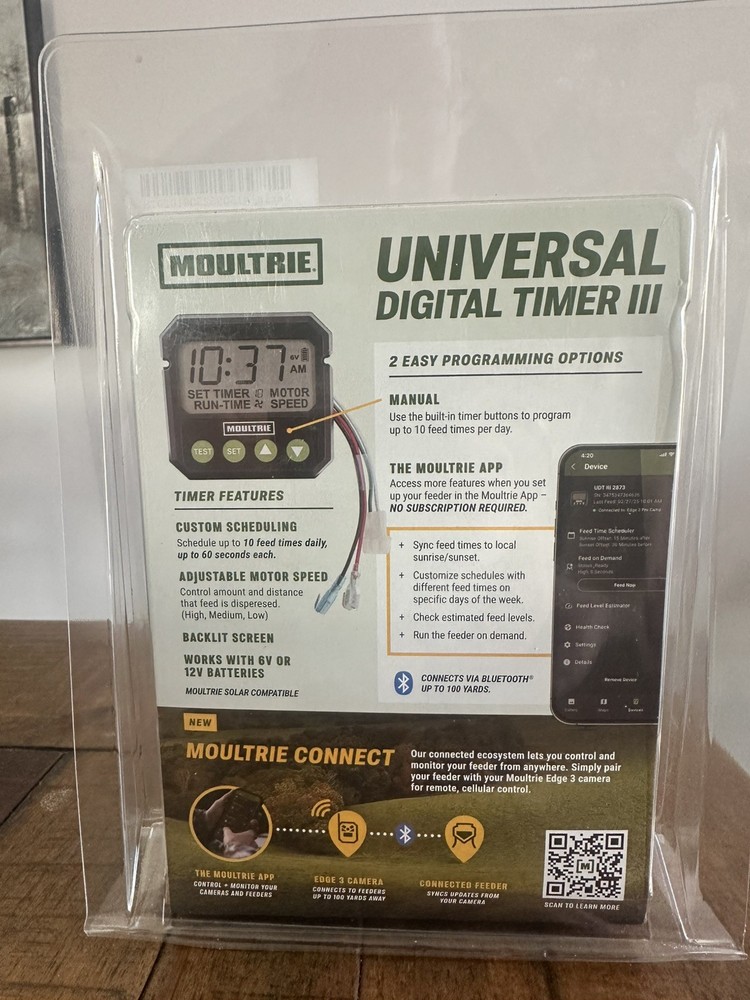 MOULTRIE®
UNIVERSAL
DIGITAL TIMER III
10:37
6V
AM
SET TIMER MOTOR
RUN-TIME SPEED
MOULTRIE
TEST SET
TIMER FEATURES
CUSTOM SCHEDULING
Schedule up to 10 feed times daily,
up to 60 seconds each.
ADJUSTABLE MOTOR SPEED
Control amount and distance
that feed is disperesed.
(High, Medium, Low)
BACKLIT SCREEN
WORKS WITH 6V OR
12V BATTERIES
MOULTRIE SOLAR COMPATIBLE
2 EASY PROGRAMMING OPTIONS
MANUAL
Use the built-in timer buttons to program
up to 10 feed times per day.
THE MOULTRIE APP
Access more features when you set
up your feeder in the Moultrie App –
NO SUBSCRIPTION REQUIRED.
+ Sync feed times to local
sunrise/sunset.
+ Customize schedules with
different feed times on
specific days of the week.
+ Check estimated feed levels.
+ Run the feeder on demand.
CONNECTS VIA BLUETOOTH®
UP TO 100 YARDS.
4:20
Device
UDT III 2873
Feed Time Scheduler
Feed on Demand
Feed Now
Feed Level Estimator
Health Check
Settings
Details
Remove Device
NEW
MOULTRIE CONNECT
Our connected ecosystem lets you control and
monitor your feeder from anywhere. Simply pair
your feeder with your Moultrie Edge 3 camera
for remote, cellular control.
THE MOULTRIE APP
CONTROL + MONITOR YOUR
CAMERAS AND FEEDERS
EDGE 3 CAMERA
CONNECTS TO FEEDERS
UP TO 100 YARDS AWAY
CONNECTED FEEDER
SYNCS UPDATES FROM
YOUR CAMERA
M
SCAN TO LEARN MORE